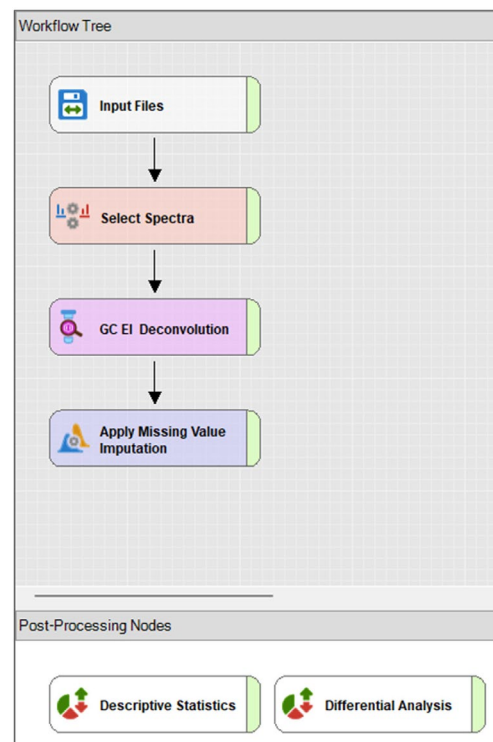 Workflow Tree
Input Files
Select Spectra
GC EI Deconvolution
Apply Missing Value
Imputation
Post-Processing Nodes
Descriptive Statistics
Differential Analysis